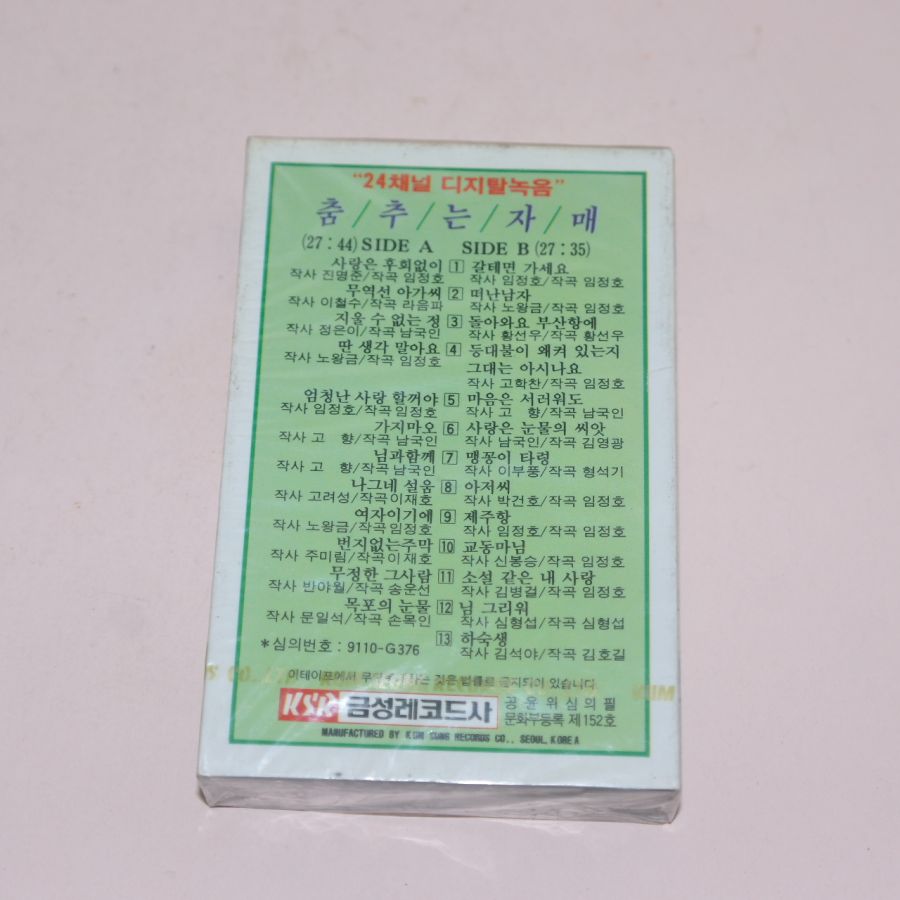 "24채널 디지탈녹음"
춤/추/는/자/매
(27:44) SIDE A SIDE B (27:35)
사랑은 후회없이 1 갈테면 가세요
작사 진명준/작곡 임정호 작사 임정호/작곡 임정호
무역선 아가씨 2 떠난남자
작사 이철수/작곡 라음파 작사 노왕금/작곡 임정호
지울 수 없는 정 3 돌아와요 부산항에
작사 정은이/작곡 남국인 작사 황선우/작곡 황선우
딴 생각 말아요 4 등대불이 왜켜 있는지
작사 노왕금/작곡 임정호 그대는 아시나요
작사 고학찬/작곡 임정호
엄청난 사랑 할꺼야 5 마음은 서러워도
작사 임정호/작곡 임정호 작사 고 향/작곡 남국인
가지마오 6 사랑은 눈물의 씨앗
작사 고 향/작곡 남국인 작사 남국인/작곡 김영광
님과함께 7 맹꽁이 타령
작사 고 향/작곡 남국인 작사 이부풍/작곡 형석기
나그네 설움 8 아저씨
작사 고려성/작곡 이재호 작사 박건호/작곡 임정호
여자이기에 9 제주항
작사 노왕금/작곡 임정호 작사 임정호/작곡 임정호
번지없는주막 10 교동마님
작사 주미림/작곡 이재호 작사 신봉승/작곡 임정호
무정한 그사람 11 소설 같은 내 사랑
작사 반야월/작곡 송운선 작사 김병걸/작곡 임정호
목포의 눈물 12 님 그리워
작사 문일석/작곡 손목인 작사 심형섭/작곡 심형섭
13 하숙생
*심의번호 : 9110-G376 작사 김석야/작곡 김호길
이테이프에서 것은 법률로 금지되어 있습니다.
KSR 금성레코드사 공 윤 위 심 의 필
문화부등록 제152호
MANUFACTURED BY KUM SUNG RECORDS CO., SEOUL, KOREA